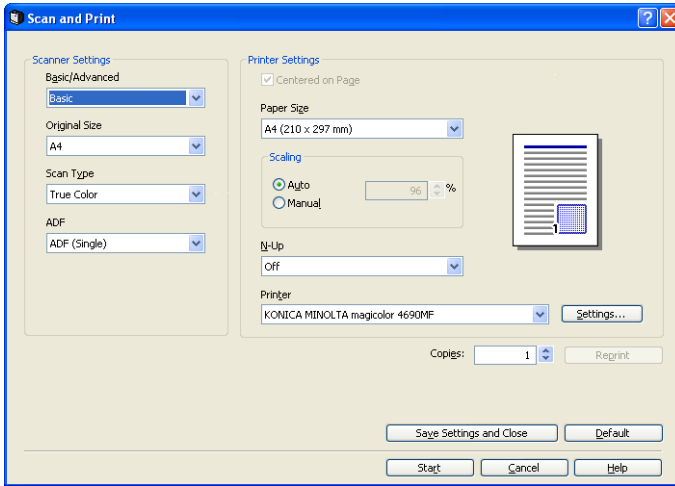 Scan and Print
Scanner Settings
Basic/Advanced
Basic
Original Size
A4
Scan Type
True Color
ADF
ADF (Single)
Printer Settings
Centered on Page
Paper Size
A4 (210 x 297 mm)
Scaling
Auto
Manual
96 %
1
N-Up
Off
Printer
KONICA MINOLTA magicolor 4690MF
Settings...
Copies: 1 Reprint
Save Settings and Close Default
Start Cancel Help